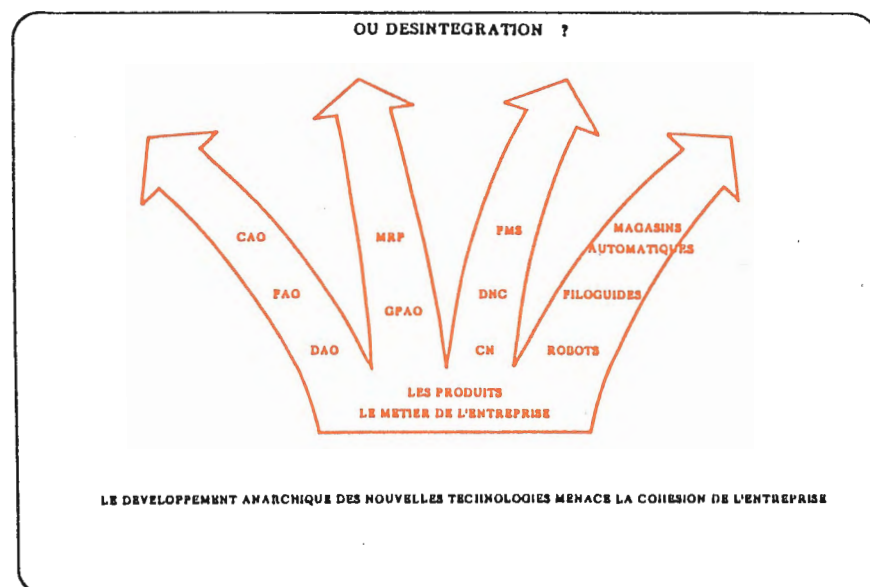 OU DESINTEGRATION ?
CAO
FAO
DAO
MRP
GPAO
FMS
DNC
CN
MAGASINS
AUTOMATIQUES
FILOGUIDES
ROBOTS
LES PRODUITS
LE METIER DE L'ENTREPRISE
LE DEVELOPPEMENT ANARCHIQUE DES NOUVELLES TECHNOLOGIES MENACE LA COHESION DE L'ENTREPRISE